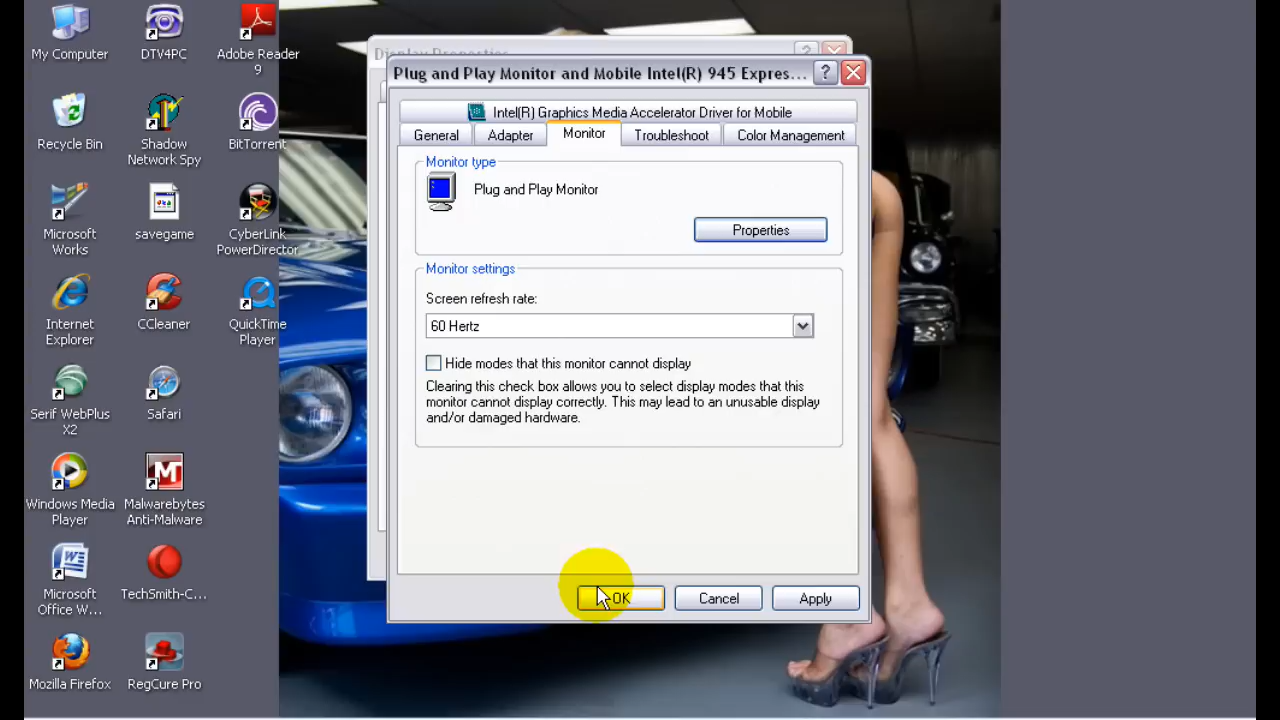 My Computer
DTV4PC
Adobe Reader
9
Recycle Bin
Shadow
Network Spy
BitTorrent
Microsoft
Works
savegame
CyberLink
PowerDirector
Internet
Explorer
CCleaner
QuickTime
Player
Serif WebPlus
X2
Safari
Windows Media
Player
Malwarebytes
Anti-Malware
Microsoft
Office W...
TechSmith-C...
Mozilla Firefox
RegCure Pro
Display Properties
Plug and Play Monitor and Mobile Intel(R) 945 Expres...
Intel(R) Graphics Media Accelerator Driver for Mobile
General
Adapter
Monitor
Troubleshoot
Color Management
Monitor type
Plug and Play Monitor
Properties
Monitor settings
Screen refresh rate:
60 Hertz
Hide modes that this monitor cannot display
Clearing this check box allows you to select display modes that this
monitor cannot display correctly. This may lead to an unusable display
and/or damaged hardware.
OK
Cancel
Apply